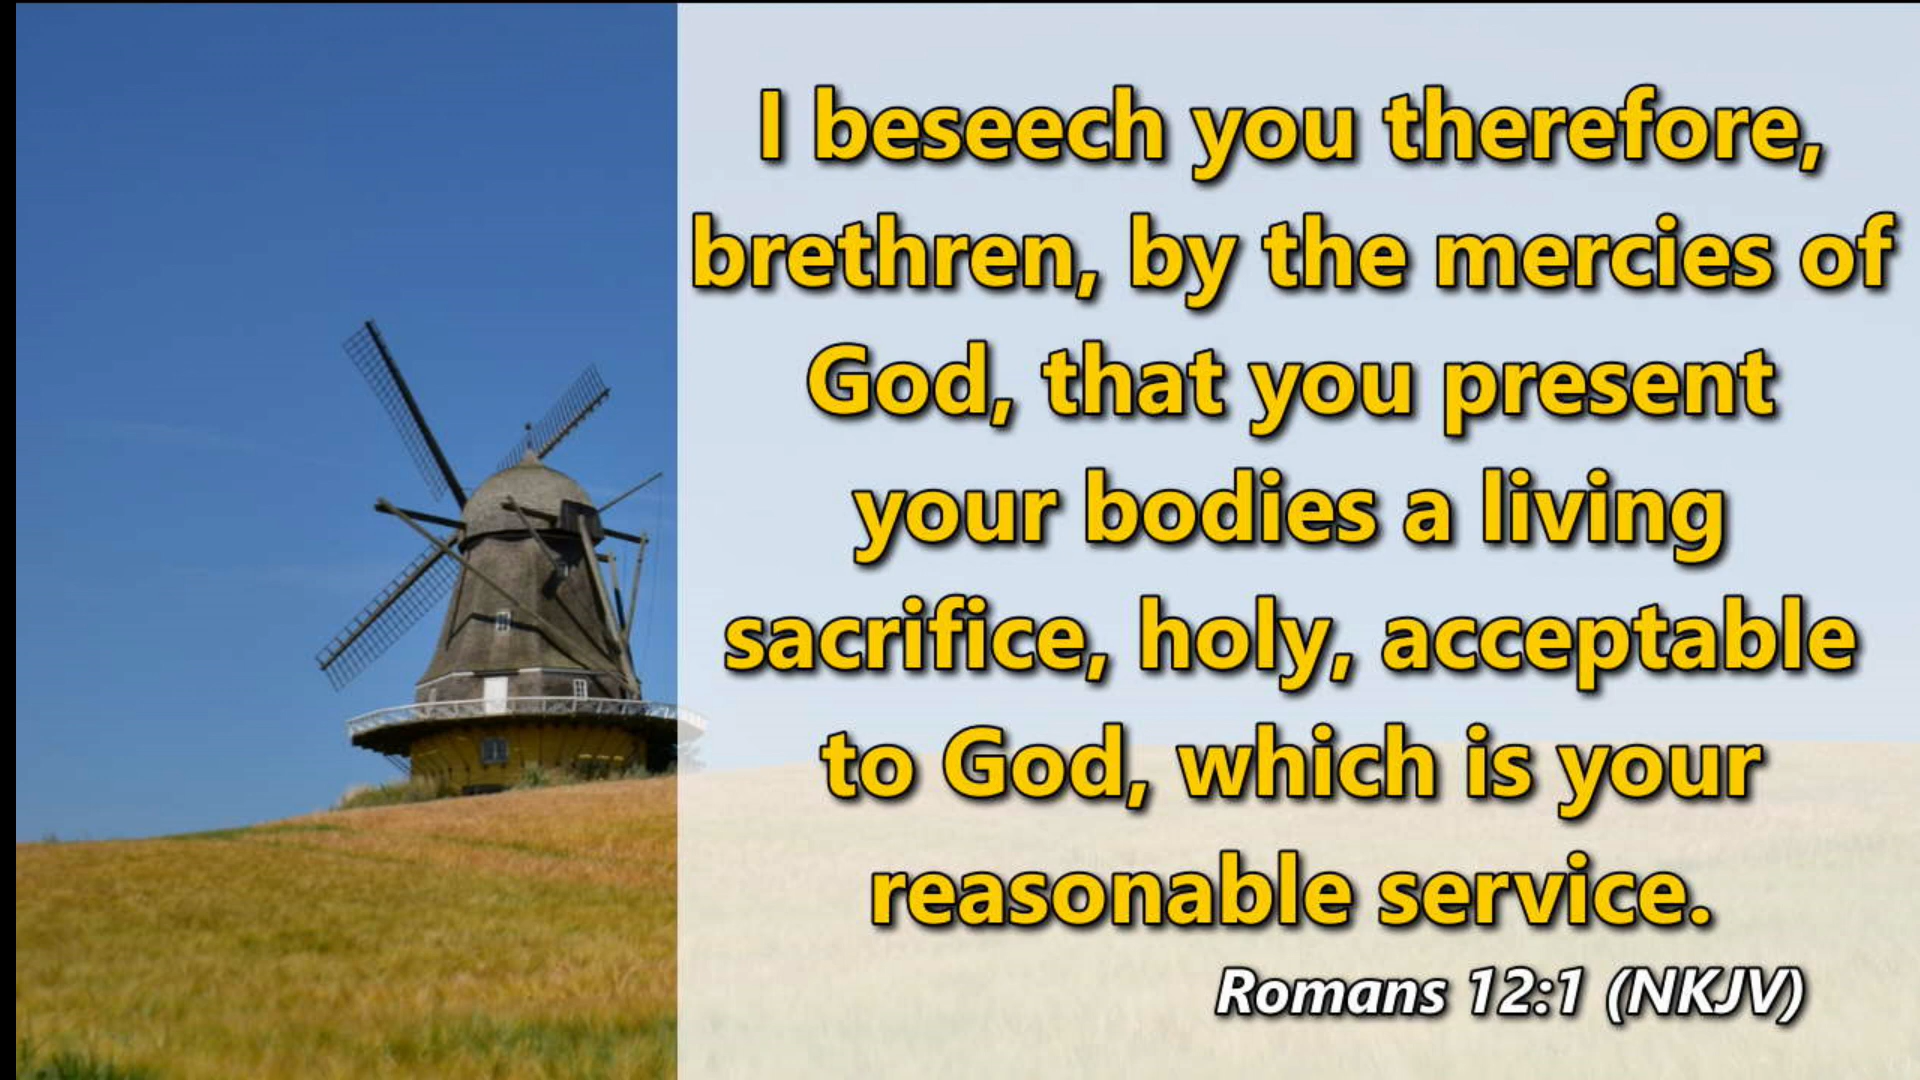 I beseech you therefore,
brethren, by the mercies of
God, that you present
your bodies a living
sacrifice, holy, acceptable
to God, which is your
reasonable service.
Romans 12:1 (NKJV)